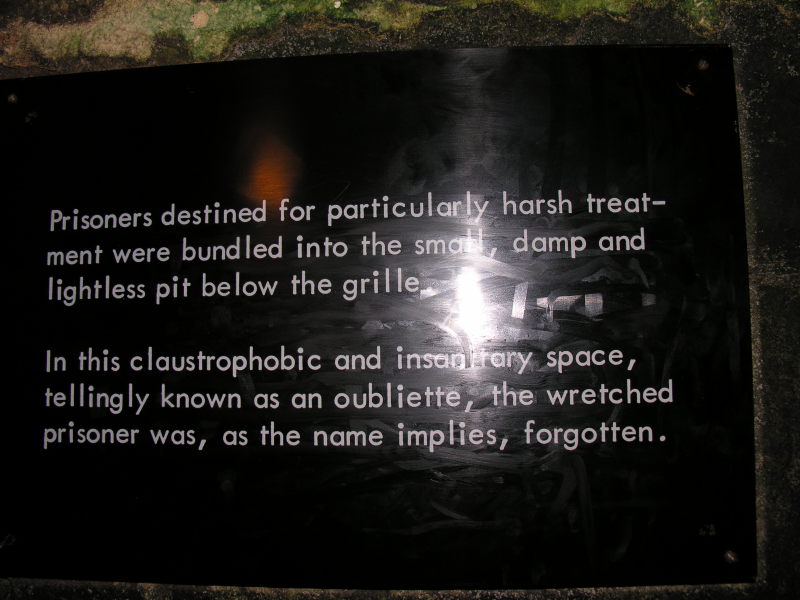 Prisoners destined for particularly harsh treat-
ment were bundled into the small, damp and
lightless pit below the grille.
In this claustrophobic and insanitary space,
tellingly known as an oubliette, the wretched
prisoner was, as the name implies, forgotten.